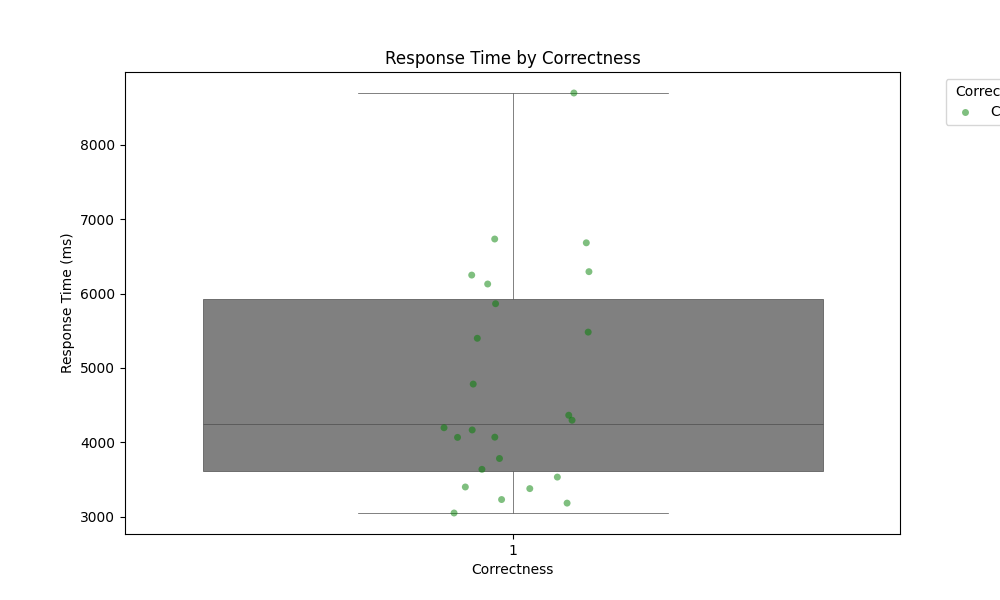 Response Time by Correctness
Correc
C
8000
7000
6000
5000
4000
3000
Response Time (ms)
1
Correctness